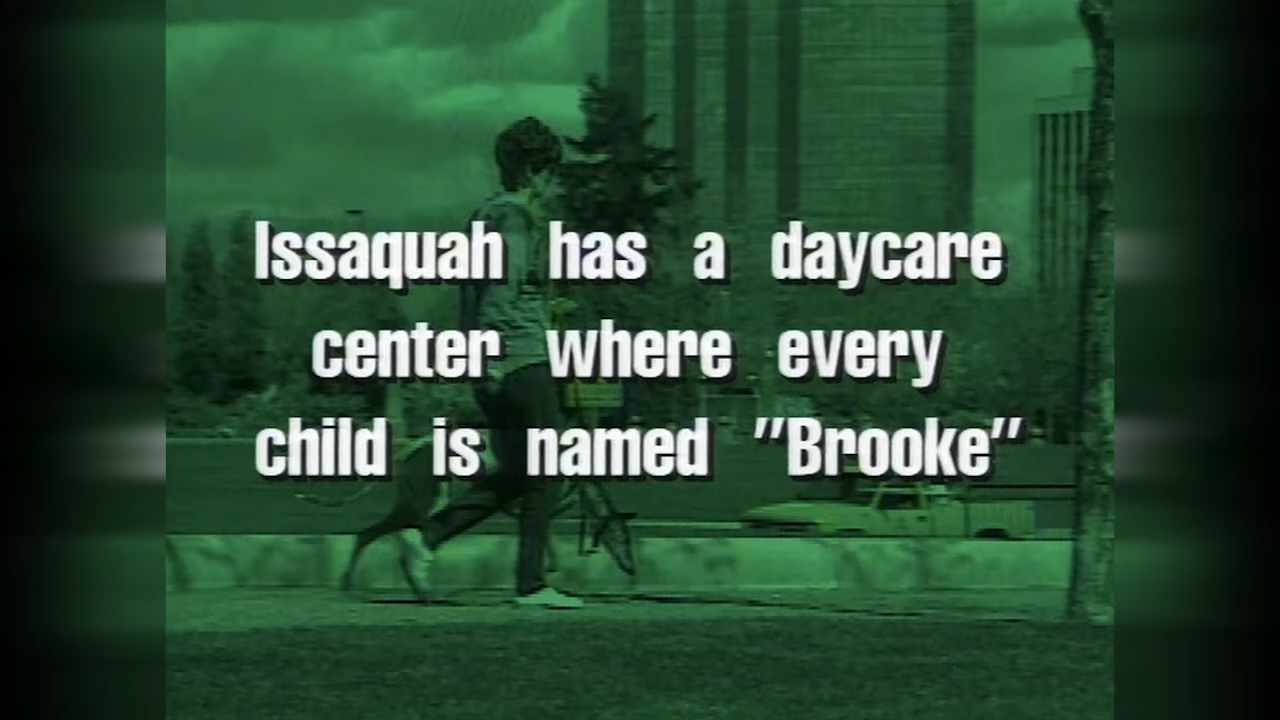 Issaquah has a daycare
center where every
child is named "Brooke"